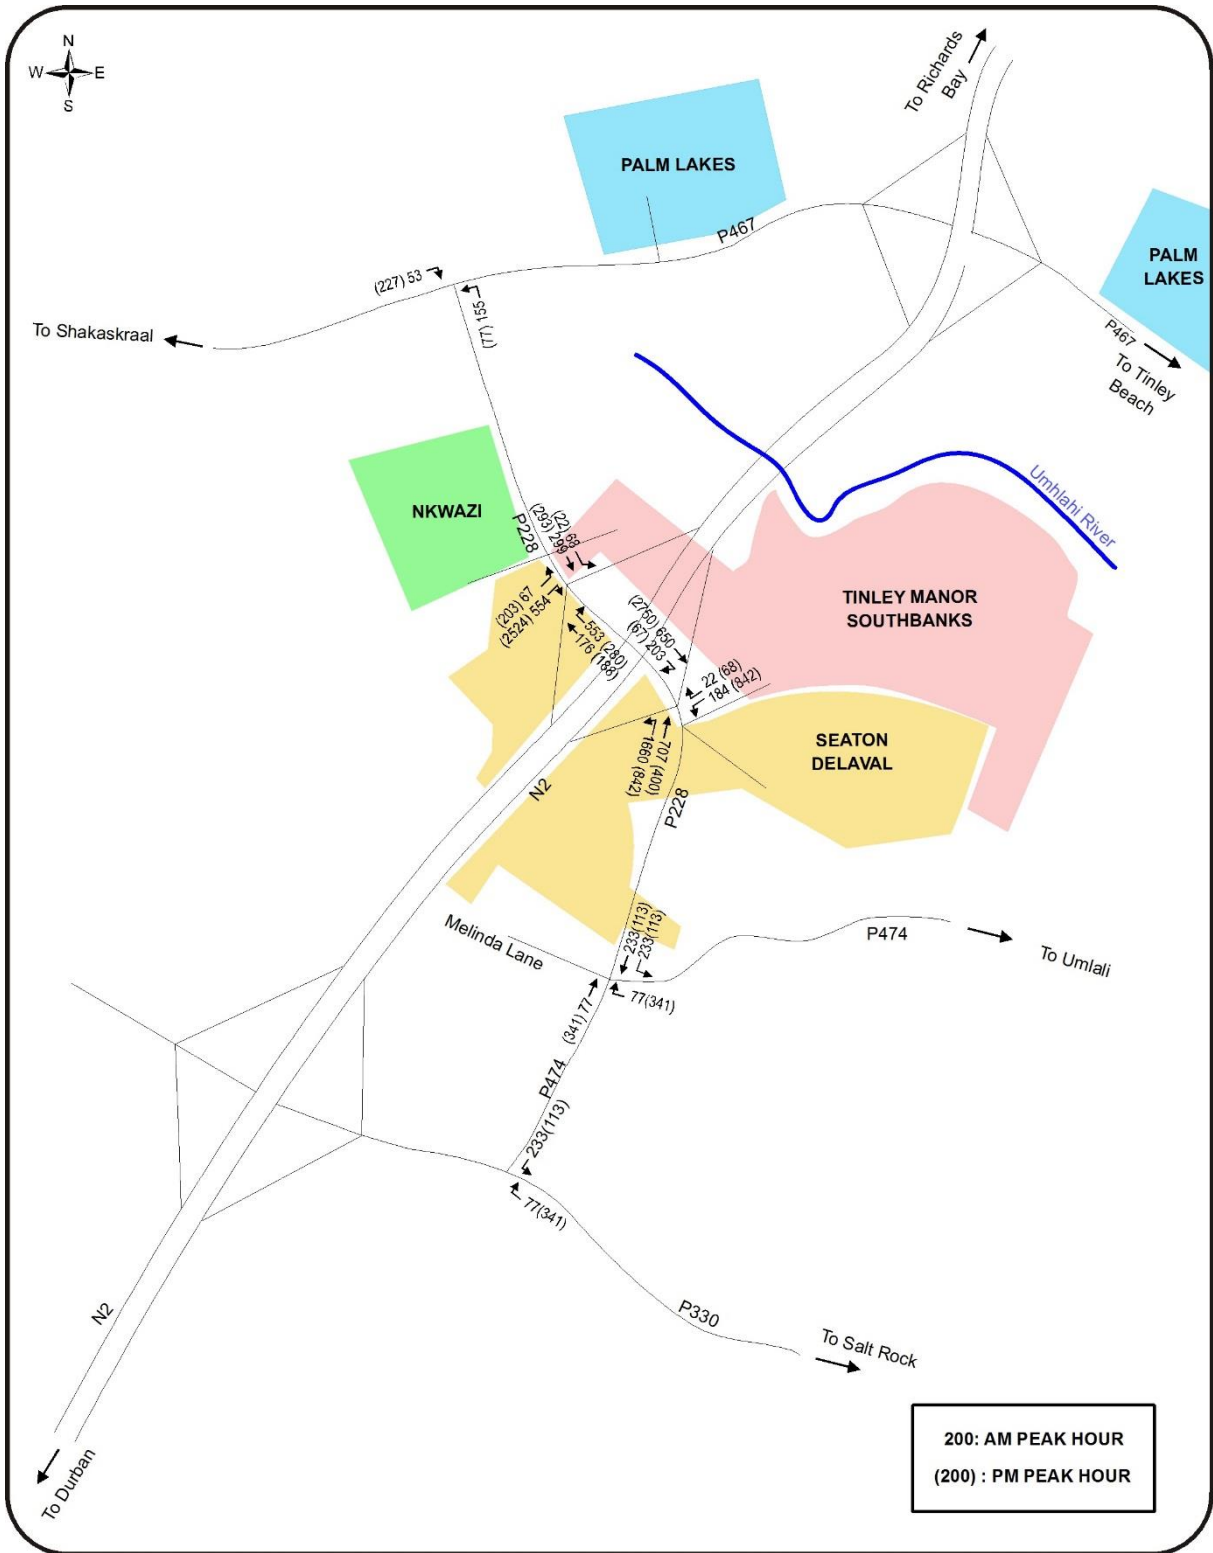 N
W
E
S
To Richards
Bay
PALM LAKES
P467
PALM
LAKES
(227) 53
(77) 155
To Shakaskraal
P467
To Tinley
Beach
Umhlahi River
NKWAZI
P228
(22) 68
(293) 299
(203) 67
(2524) 554
553 (280)
176 (188)
(2750) 650
(67) 203
22 (68)
184 (842)
TINLEY MANOR
SOUTHBANKS
SEATON
DELAVAL
707 (400)
1660 (842)
N2
P228
Melinda Lane
233(113)
233(113)
P474
To Umlali
77(341)
(341) 77
P474
233(113)
77(341)
N2
P330
To Salt Rock
To Durban
200: AM PEAK HOUR
(200) : PM PEAK HOUR